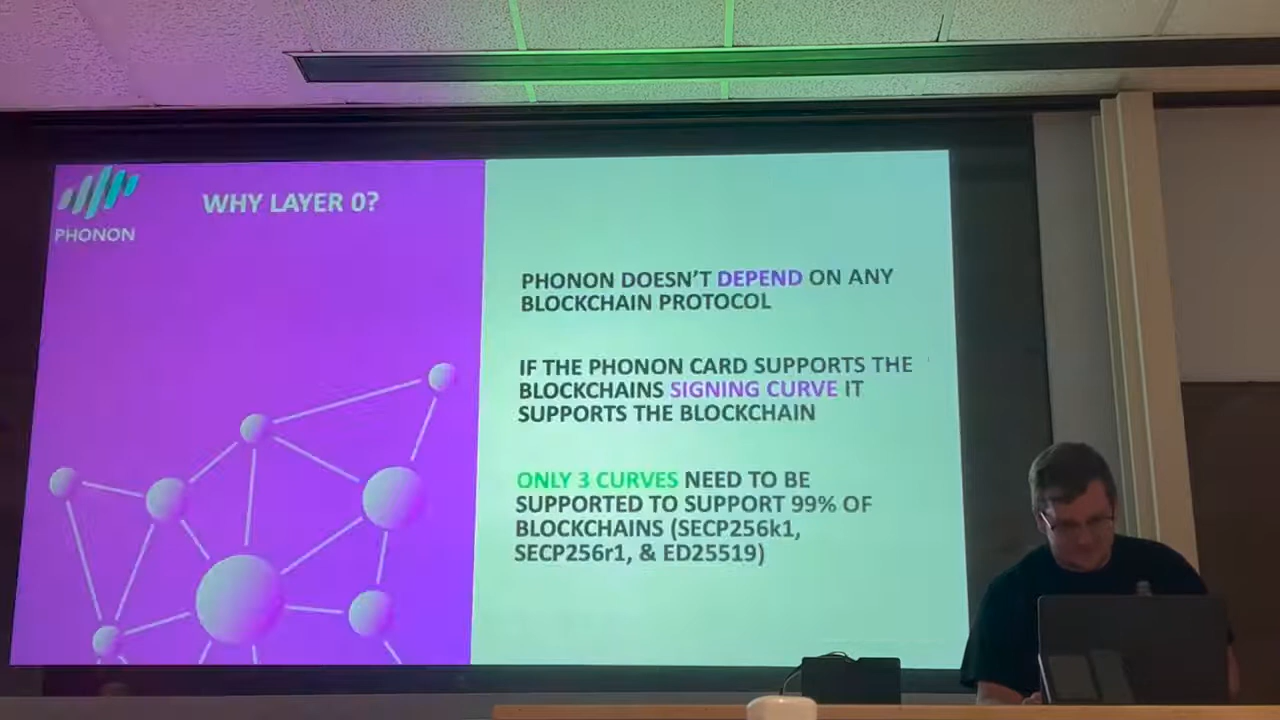 PHONON
WHY LAYER 0?
PHONON DOESN'T DEPEND ON ANY
BLOCKCHAIN PROTOCOL
IF THE PHONON CARD SUPPORTS THE
BLOCKCHAINS SIGNING CURVE IT
SUPPORTS THE BLOCKCHAIN
ONLY 3 CURVES NEED TO BE
SUPPORTED TO SUPPORT 99% OF
BLOCKCHAINS (SECP256k1,
SECP256r1, & ED25519)